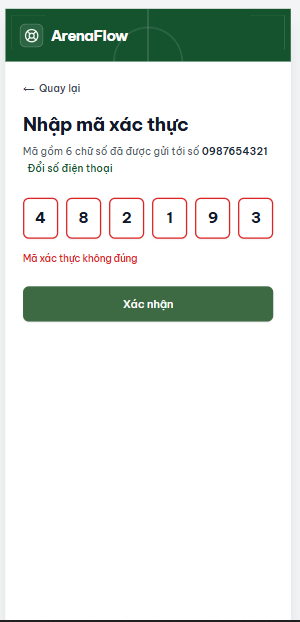 ArenaFlow
← Quay lại
Nhập mã xác thực
Mã gồm 6 chữ số đã được gửi tới số 0987654321
Đổi số điện thoại
4 8 2 1 9 3
Mã xác thực không đúng
Xác nhận